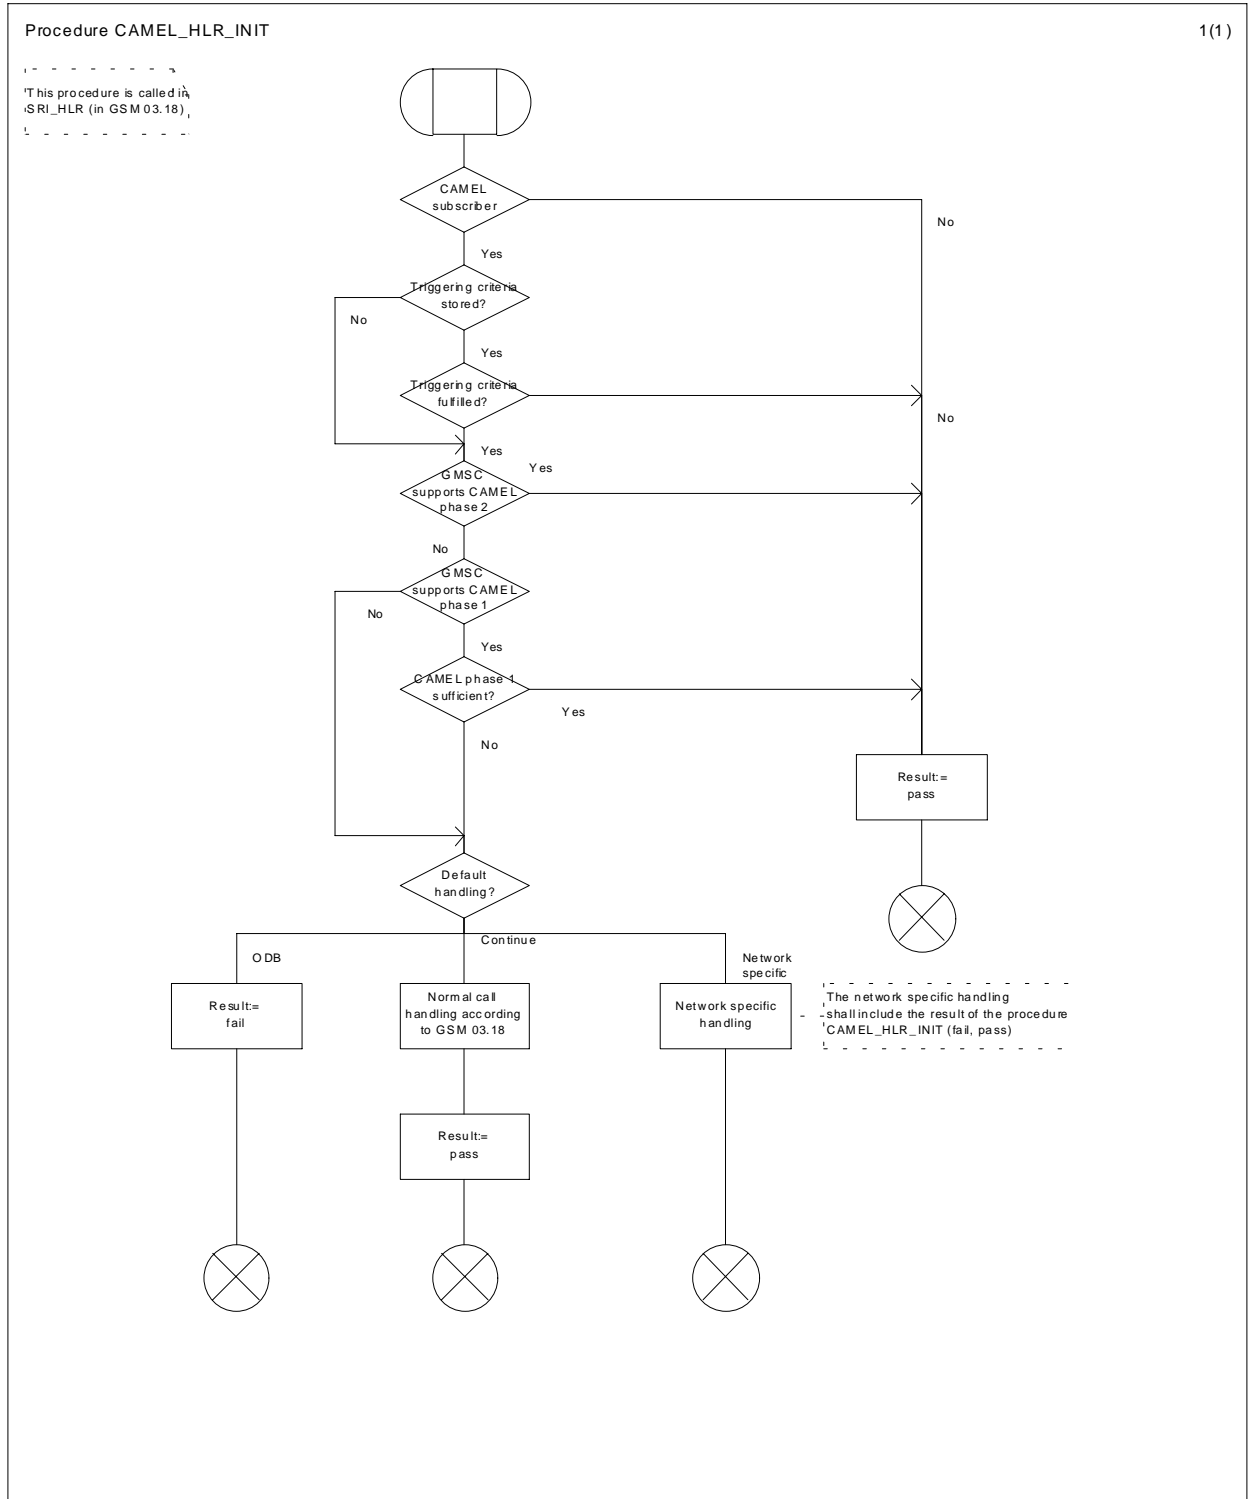 Procedure CAMEL_HLR_INIT
1(1)
This procedure is called in
SRI_HLR (in GSM 03.18)
CAMEL
subscriber
No
Yes
Triggering criteria
stored?
No
Yes
Triggering criteria
fulfilled?
No
Yes
Yes
GMSC
supports CAMEL
phase 2
No
GMSC
supports CAMEL
phase 1
No
Yes
CAMEL phase 1
sufficient?
Yes
No
Result:=
pass
Default
handling?
Continue
ODB
Network
specific
Result:=
fail
Normal call
handling according
to GSM 03.18
Network specific
handling
The network specific handling
shall include the result of the procedure
CAMEL_HLR_INIT (fail, pass)
Result:=
pass